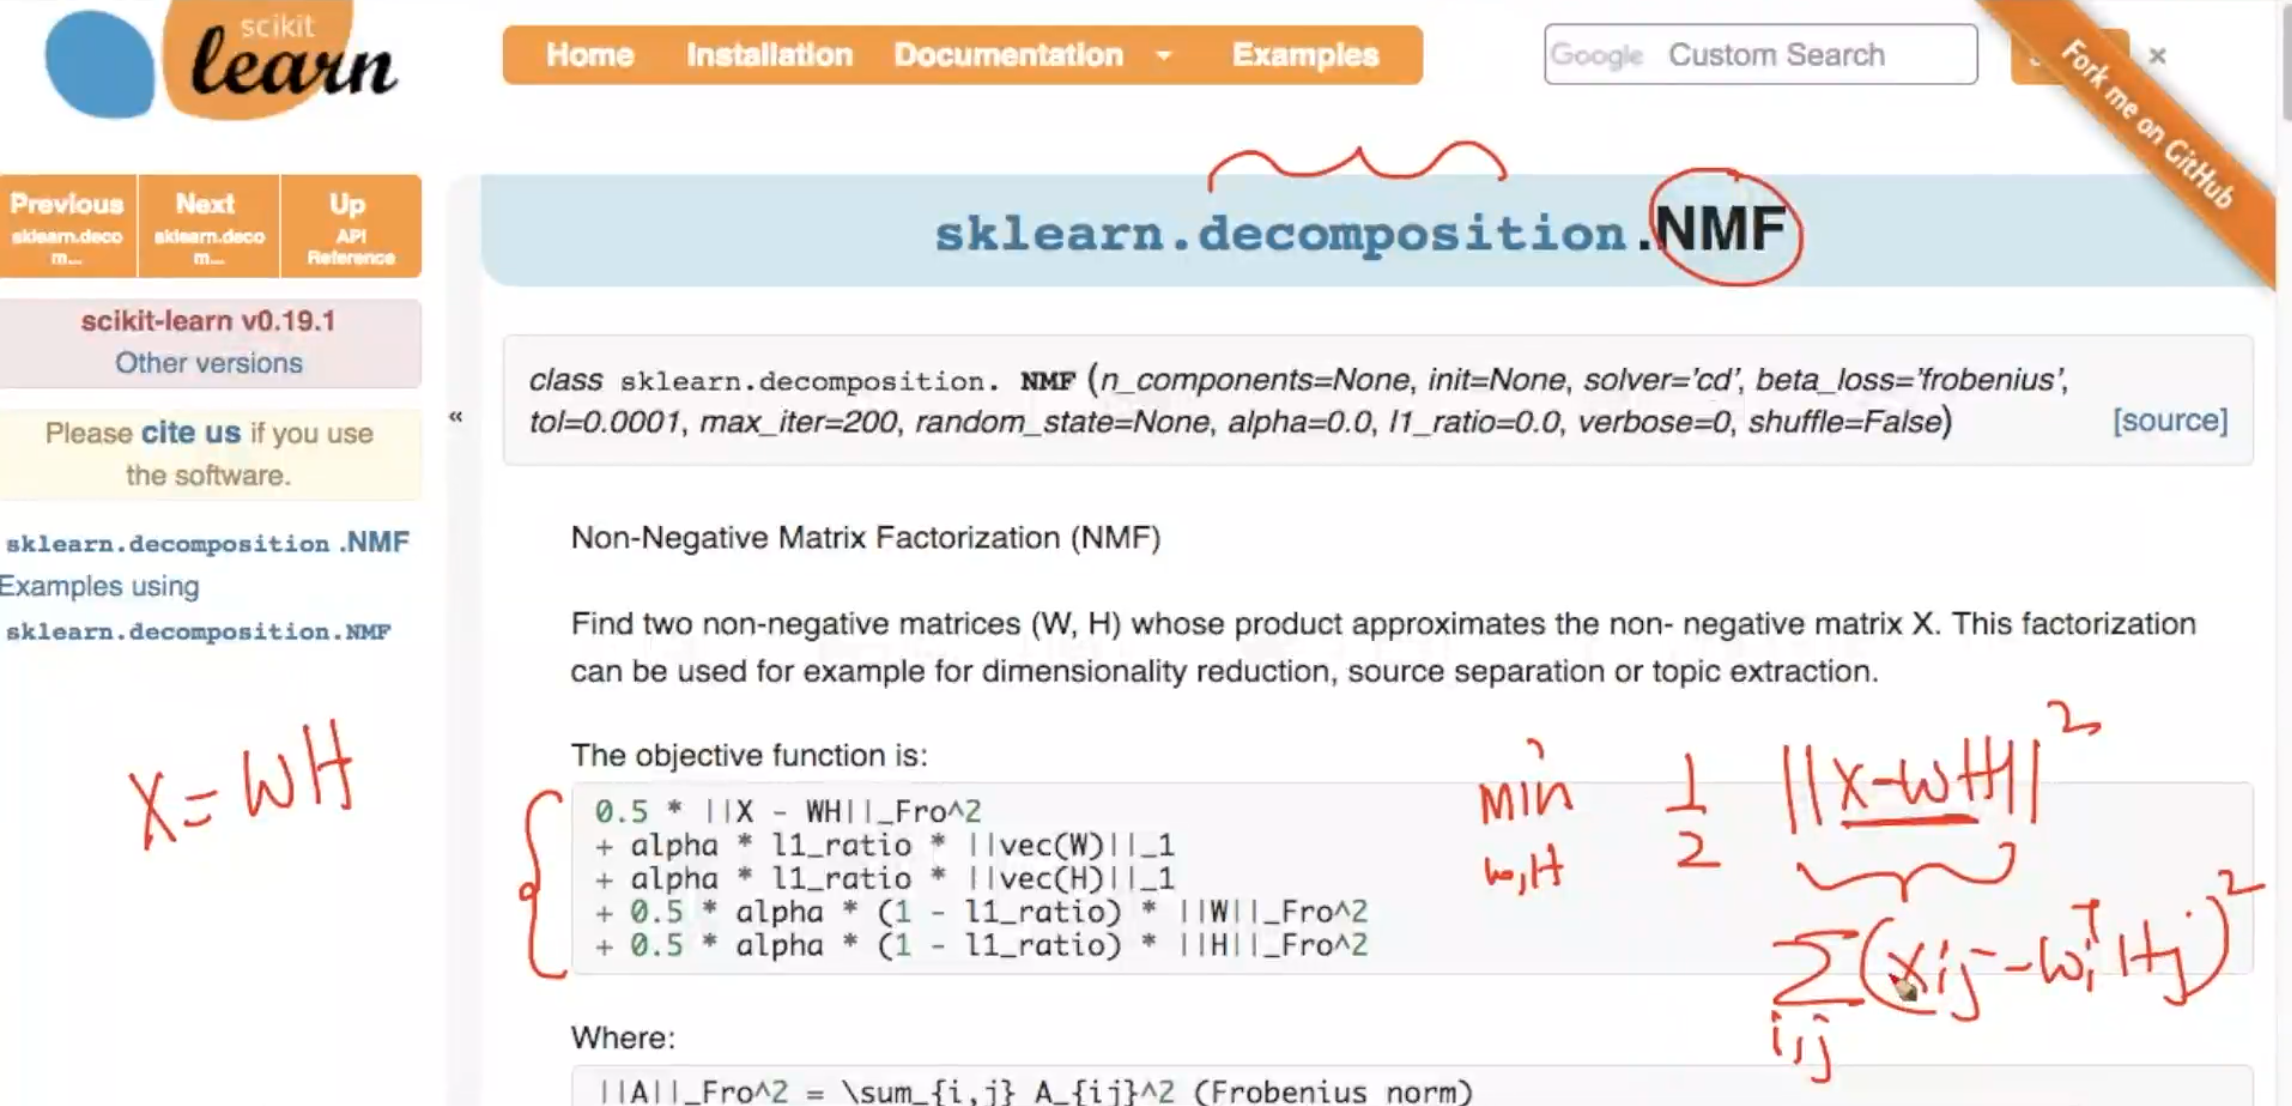 scikit
learn
Home Installation Documentation Examples
Google Custom Search
×
Fork me on GitHub
Previous
sklearn.deco
m...
Next
sklearn.deco
m...
Up
API
Reference
scikit-learn v0.19.1
Other versions
Please cite us if you use
the software.
sklearn.decomposition .NMF
Examples using
sklearn.decomposition.NMF
«
sklearn.decomposition.NMF
class sklearn.decomposition. NMF (n_components=None, init=None, solver='cd', beta_loss='frobenius',
tol=0.0001, max_iter=200, random_state=None, alpha=0.0, l1_ratio=0.0, verbose=0, shuffle=False) [source]
Non-Negative Matrix Factorization (NMF)
Find two non-negative matrices (W, H) whose product approximates the non- negative matrix X. This factorization
can be used for example for dimensionality reduction, source separation or topic extraction.
The objective function is:
0.5 * ||X - WH||_Fro^2
+ alpha * l1_ratio * ||vec(W)||_1
+ alpha * l1_ratio * ||vec(H)||_1
+ 0.5 * alpha * (1 - l1_ratio) * ||W||_Fro^2
+ 0.5 * alpha * (1 - l1_ratio) * ||H||_Fro^2
Where:
||A||_Fro^2 = \sum_{i,j} A_{ij}^2 (Frobenius norm)
X=WH
min 1/2 ||X-WH||²
W,H
Σ(Xij-Wi^T Hj)²
i,j